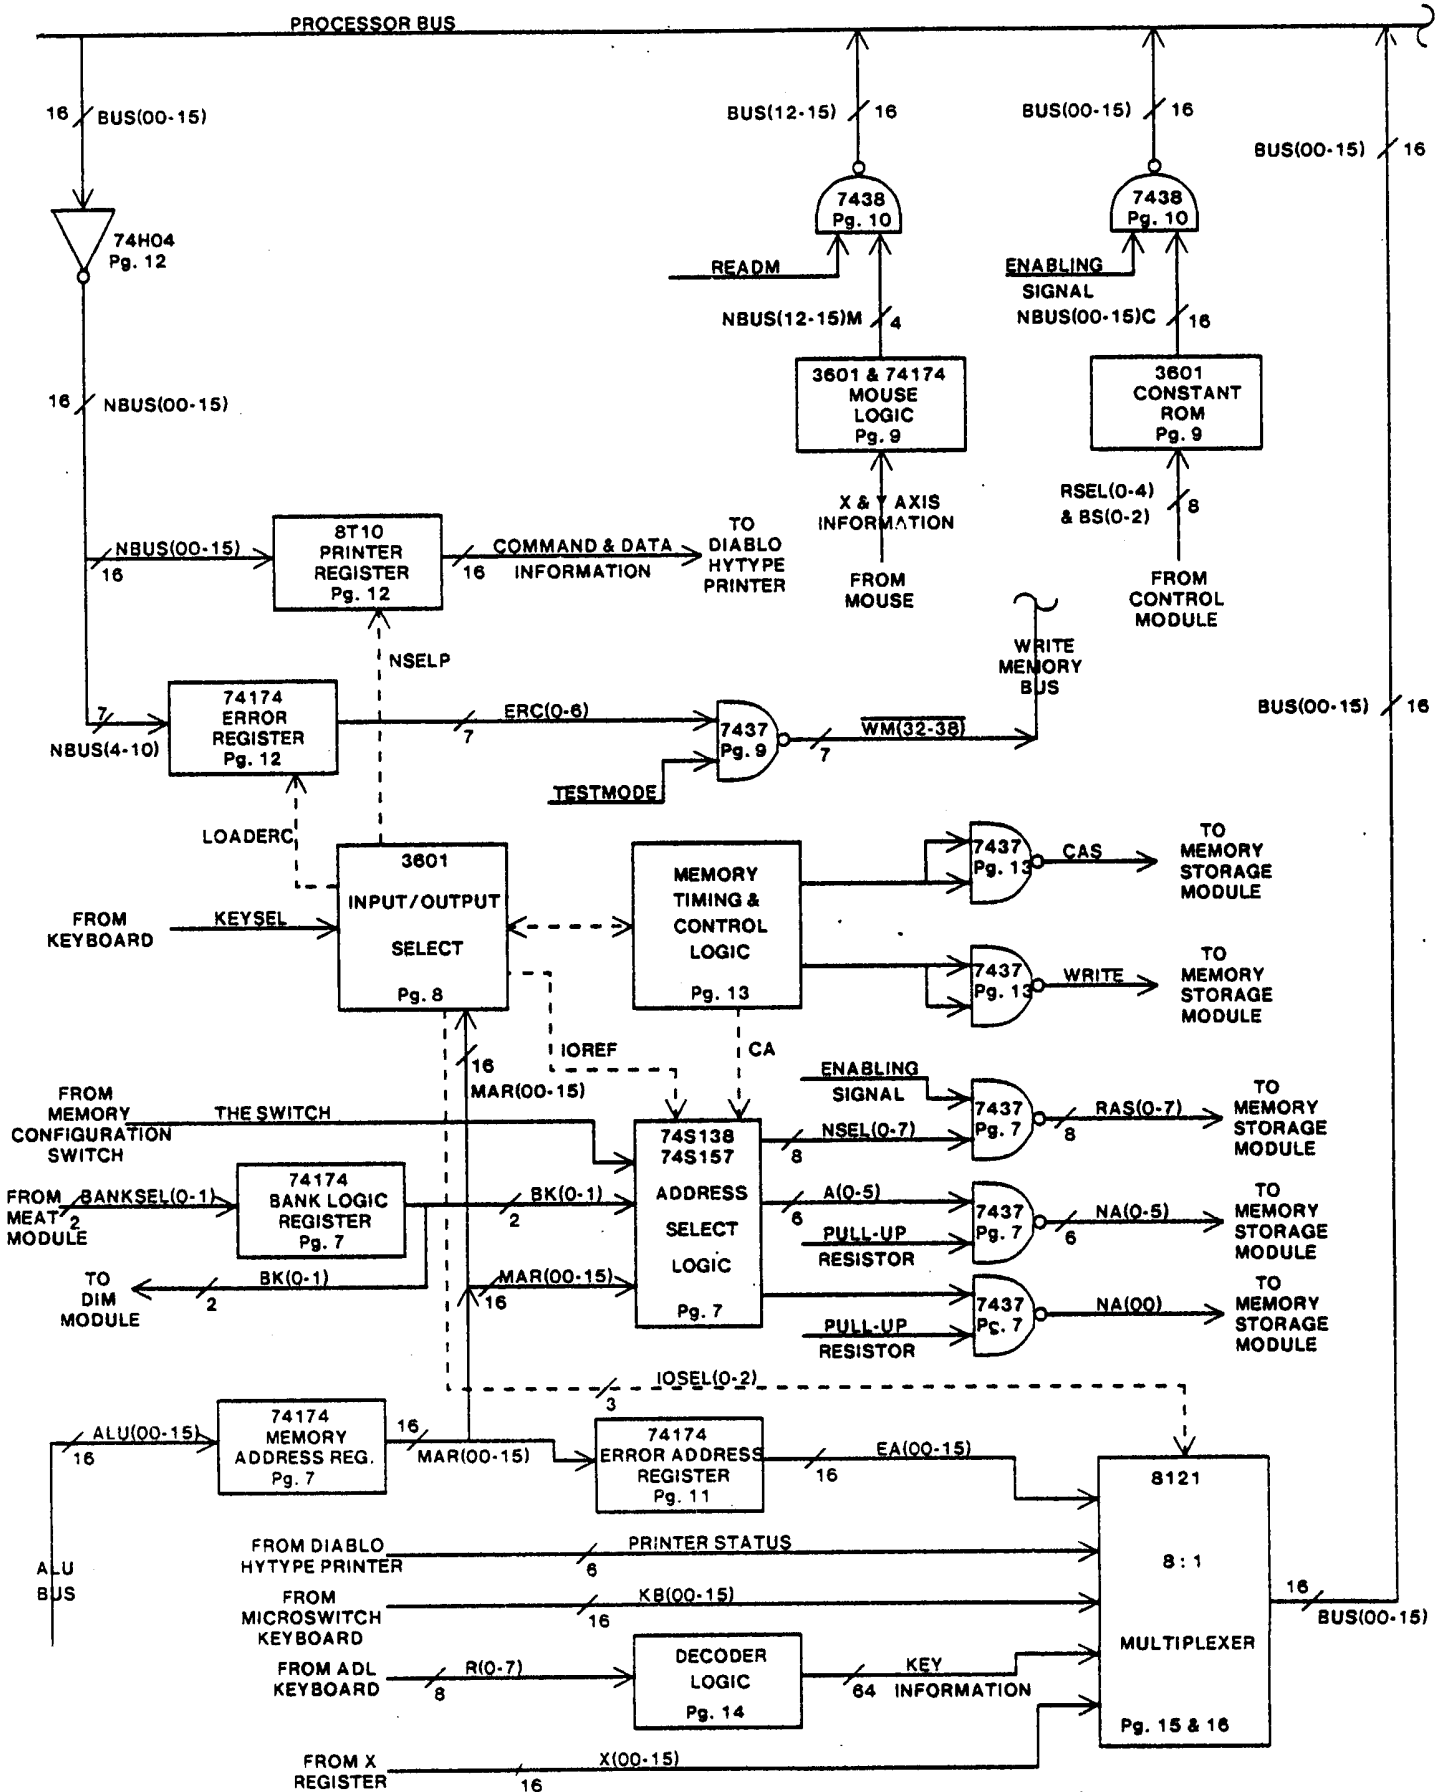 PROCESSOR BUS
16
BUS(00-15)
BUS(12-15)
16
BUS(00-15)
16
BUS(00-15)
16
74H04
Pg. 12
7438
Pg. 10
7438
Pg. 10
READM
ENABLING
SIGNAL
NBUS(12-15)M
4
NBUS(00-15)C
16
16
NBUS(00-15)
3601 & 74174
MOUSE
LOGIC
Pg. 9
3601
CONSTANT
ROM
Pg. 9
X & Y AXIS
INFORMATION
RSEL(0-4)
& BS(0-2)
8
FROM
MOUSE
FROM
CONTROL
MODULE
NBUS(00-15)
16
8T10
PRINTER
REGISTER
Pg. 12
16
COMMAND & DATA
INFORMATION
TO
DIABLO
HYTYPE
PRINTER
NSELP
WRITE
MEMORY
BUS
7
NBUS(4-10)
74174
ERROR
REGISTER
Pg. 12
ERC(0-6)
7
7437
Pg. 9
WM(32-38)
7
TESTMODE
BUS(00-15)
16
LOADERC
3601
INPUT/OUTPUT
SELECT
Pg. 8
FROM
KEYBOARD
KEYSEL
MEMORY
TIMING &
CONTROL
LOGIC
Pg. 13
7437
Pg. 13
CAS
TO
MEMORY
STORAGE
MODULE
7437
Pg. 13
WRITE
TO
MEMORY
STORAGE
MODULE
16
MAR(00-15)
IOREF
CA
FROM
MEMORY
CONFIGURATION
SWITCH
THE SWITCH
74S138
74S157
ADDRESS
SELECT
LOGIC
Pg. 7
ENABLING
SIGNAL
NSEL(0-7)
8
7437
Pg. 7
RAS(0-7)
8
TO
MEMORY
STORAGE
MODULE
FROM
MEAT
MODULE
BANKSEL(0-1)
2
74174
BANK LOGIC
REGISTER
Pg. 7
BK(0-1)
2
A(0-5)
6
PULL-UP
RESISTOR
7437
Pg. 7
NA(0-5)
6
TO
MEMORY
STORAGE
MODULE
TO
DIM
MODULE
BK(0-1)
2
MAR(00-15)
16
PULL-UP
RESISTOR
7437
Pg. 7
NA(00)
TO
MEMORY
STORAGE
MODULE
IOSEL(0-2)
3
ALU(00-15)
16
74174
MEMORY
ADDRESS REG.
Pg. 7
16
MAR(00-15)
74174
ERROR ADDRESS
REGISTER
Pg. 11
EA(00-15)
16
8121
8 : 1
MULTIPLEXER
Pg. 15 & 16
ALU
BUS
FROM DIABLO
HYTYPE PRINTER
PRINTER STATUS
6
FROM
MICROSWITCH
KEYBOARD
KB(00-15)
16
16
BUS(00-15)
FROM ADL
KEYBOARD
R(0-7)
8
DECODER
LOGIC
Pg. 14
64
KEY
INFORMATION
FROM X
REGISTER
X(00-15)
16